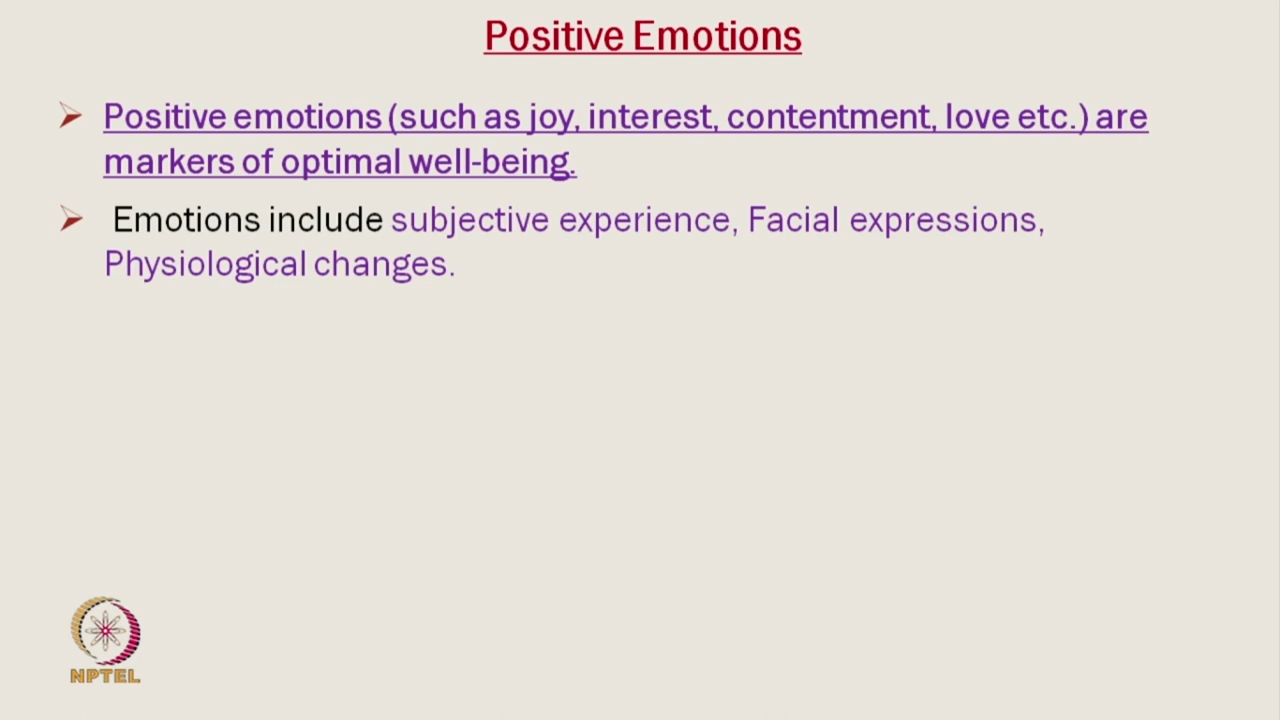 Positive Emotions
Positive emotions (such as joy, interest, contentment, love etc.) are
markers of optimal well-being.
Emotions include subjective experience, Facial expressions,
Physiological changes.
NPTEL